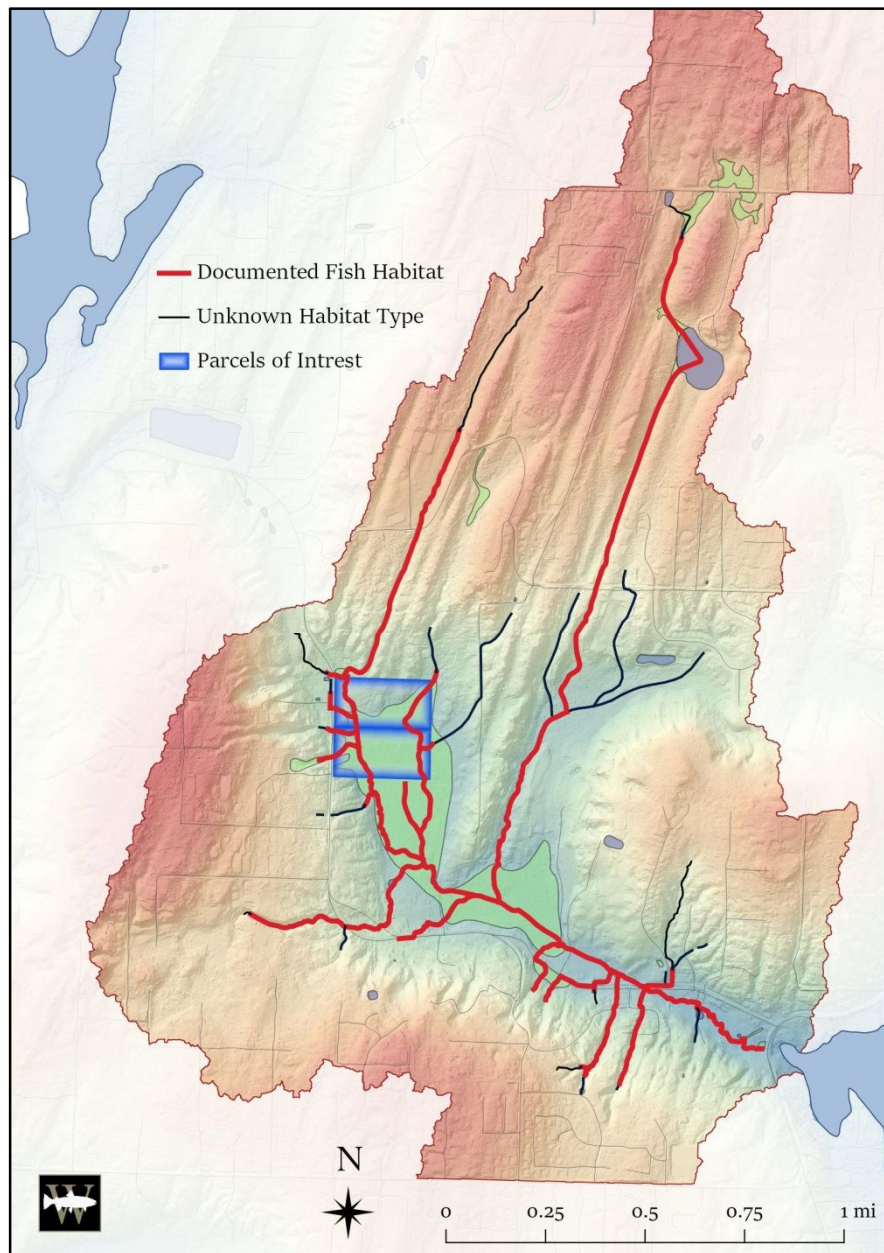 Documented Fish Habitat
Unknown Habitat Type
Parcels of Intrest
N
0 0.25 0.5 0.75 1 mi
W